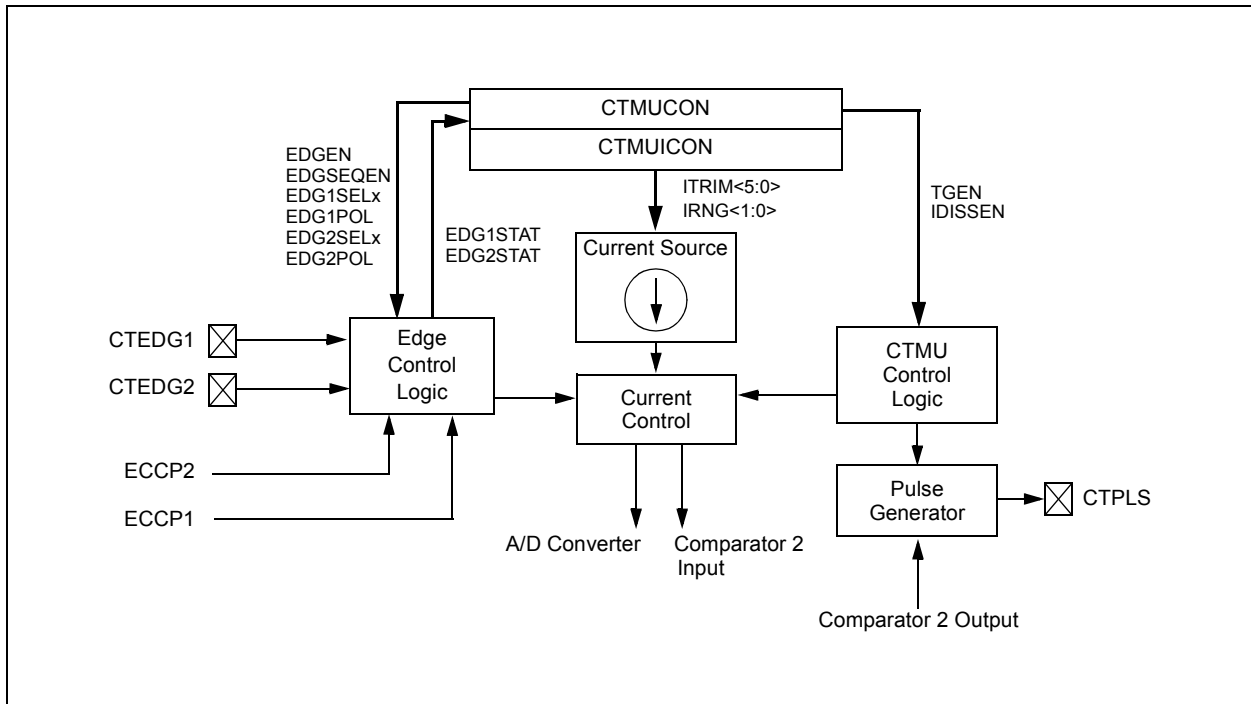 CTMUCON
CTMUICON
EDGEN
EDGSEQEN
EDG1SELx
EDG1POL
EDG2SELx
EDG2POL
EDG1STAT
EDG2STAT
ITRIM<5:0>
IRNG<1:0>
TGEN
IDISSEN
Current Source
CTEDG1
CTEDG2
Edge
Control
Logic
Current
Control
CTMU
Control
Logic
ECCP2
ECCP1
Pulse
Generator
CTPLS
A/D Converter
Comparator 2
Input
Comparator 2 Output